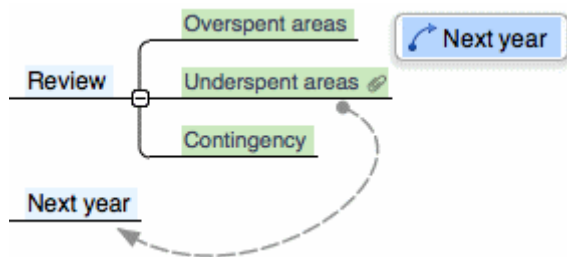 Overspent areas
Next year
Review
Underspent areas
Contingency
Next year